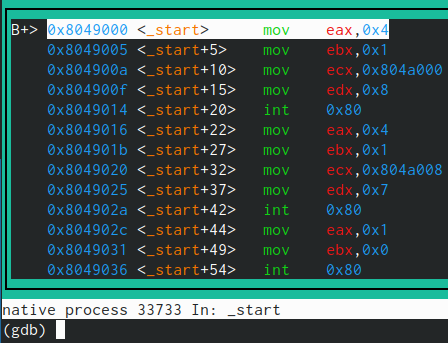 B+> 0x8049000 <_start> mov eax,0x4
0x8049005 <_start+5> mov ebx,0x1
0x804900a <_start+10> mov ecx,0x804a000
0x804900f <_start+15> mov edx,0x8
0x8049014 <_start+20> int 0x80
0x8049016 <_start+22> mov eax,0x4
0x804901b <_start+27> mov ebx,0x1
0x8049020 <_start+32> mov ecx,0x804a008
0x8049025 <_start+37> mov edx,0x7
0x804902a <_start+42> int 0x80
0x804902c <_start+44> mov eax,0x1
0x8049031 <_start+49> mov ebx,0x0
0x8049036 <_start+54> int 0x80
native process 33733 In: _start
(gdb)